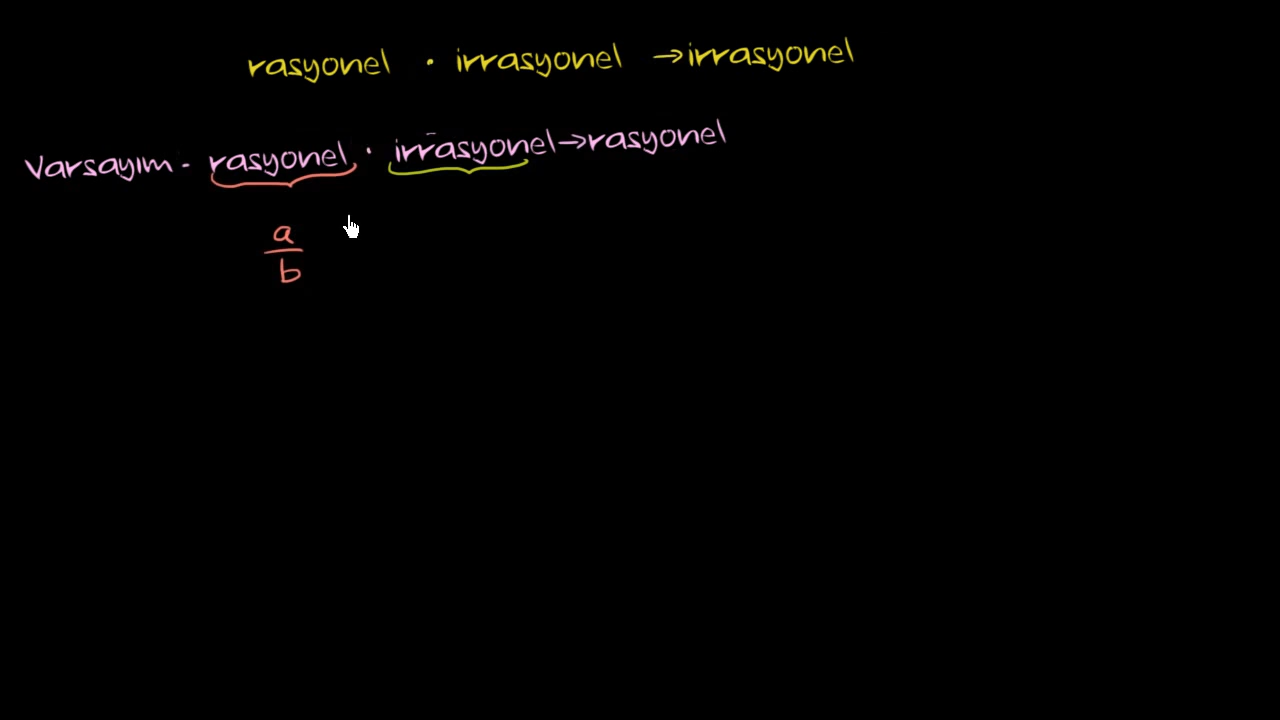 rasyonel · irrasyonel → irrasyonel
Varsayım - rasyonel · irrasyonel → rasyonel
a
b